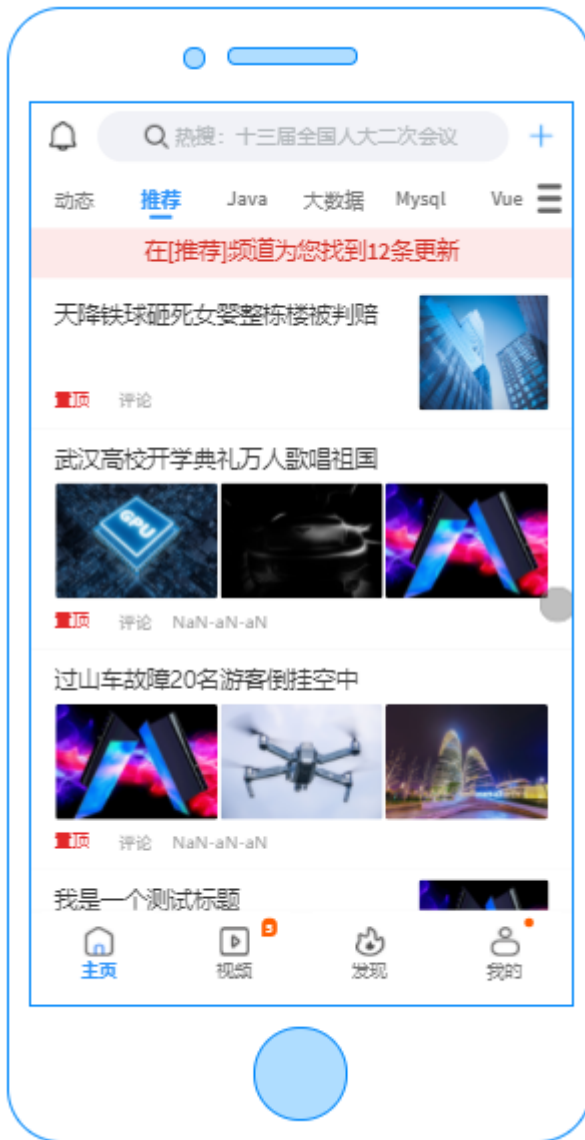 热搜：十三届全国人大二次会议
动态 推荐 Java 大数据 Mysql Vue
在[推荐]频道为您找到12条更新
天降铁球砸死女婴整栋楼被判赔
置顶 评论
武汉高校开学典礼万人歌唱祖国
GPU
置顶 评论 NaN-aN-aN
过山车故障20名游客倒挂空中
置顶 评论 NaN-aN-aN
我是一个测试标题
5
主页 视频 发现 我的